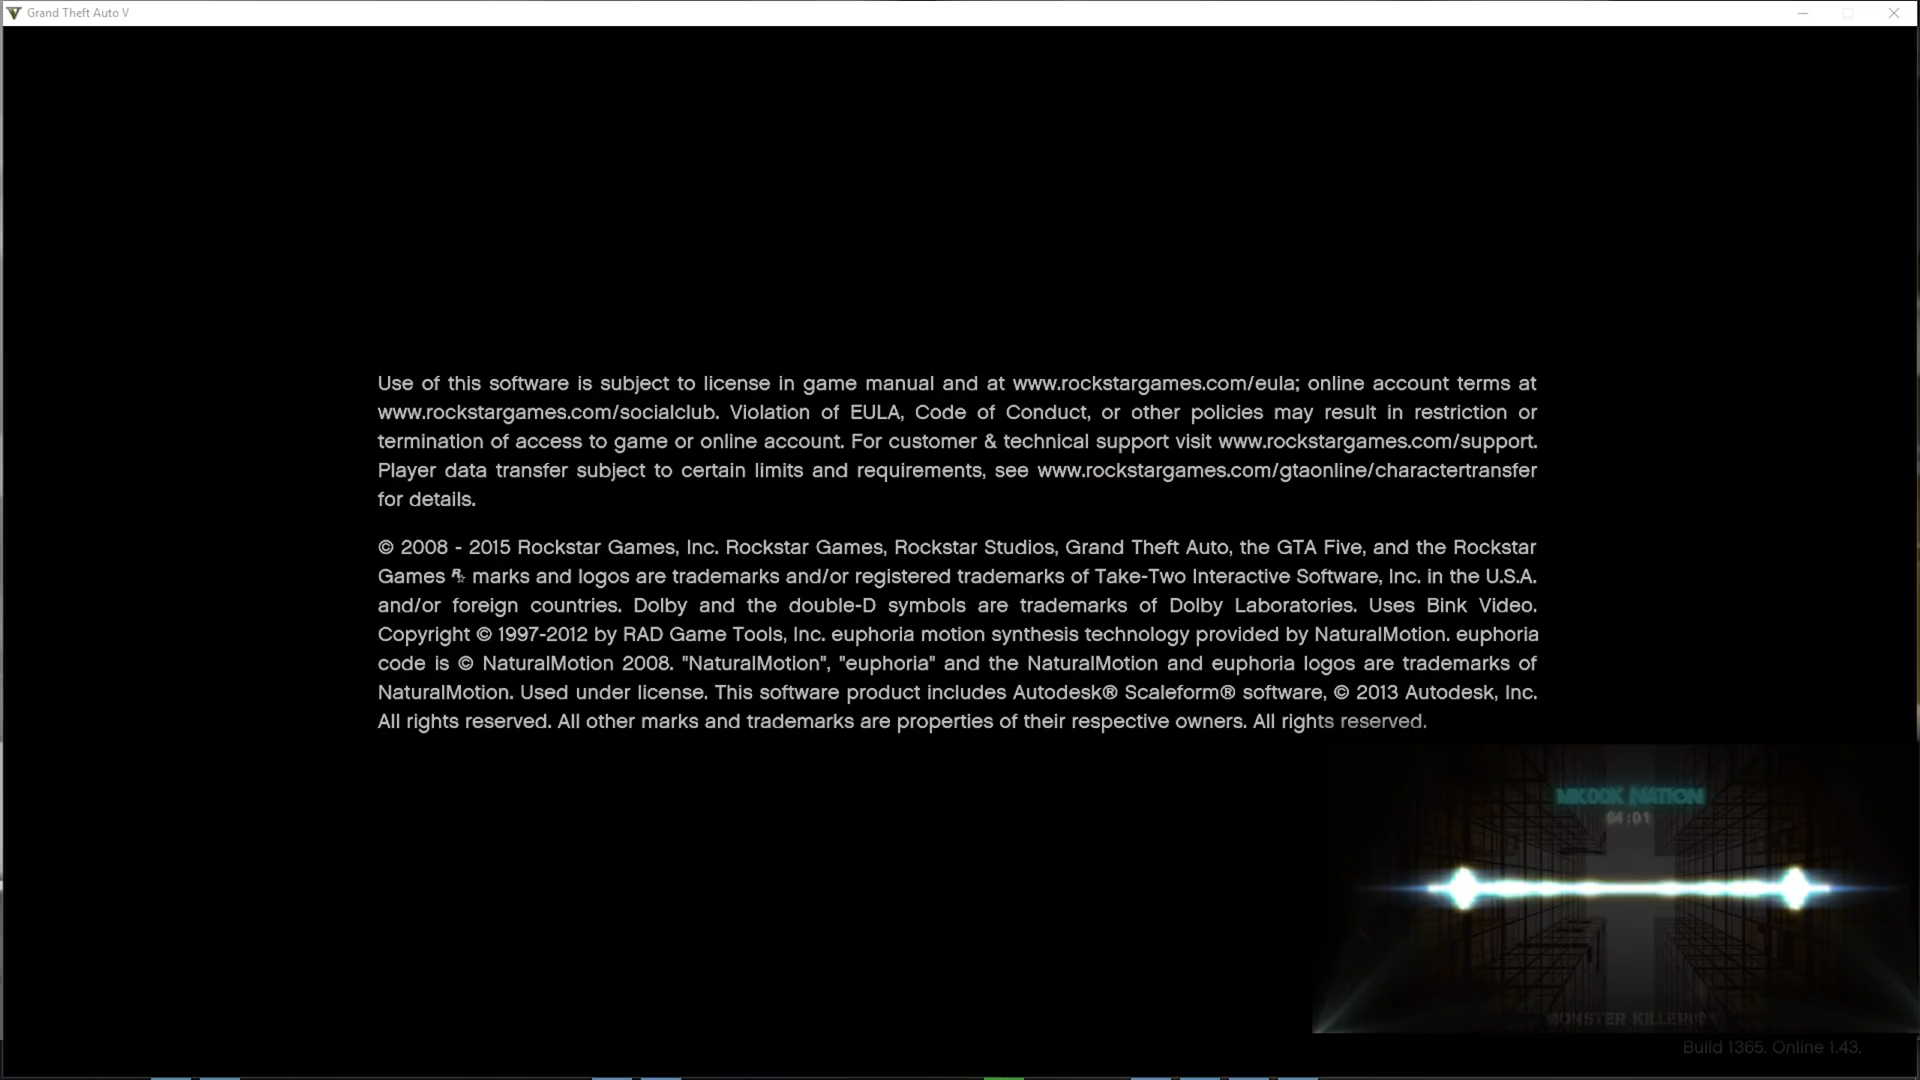 Grand Theft Auto V
Use of this software is subject to license in game manual and at www.rockstargames.com/eula; online account terms at
www.rockstargames.com/socialclub. Violation of EULA, Code of Conduct, or other policies may result in restriction or
termination of access to game or online account. For customer & technical support visit www.rockstargames.com/support.
Player data transfer subject to certain limits and requirements, see www.rockstargames.com/gtaonline/charactertransfer
for details.
© 2008 - 2015 Rockstar Games, Inc. Rockstar Games, Rockstar Studios, Grand Theft Auto, the GTA Five, and the Rockstar
Games R* marks and logos are trademarks and/or registered trademarks of Take-Two Interactive Software, Inc. in the U.S.A.
and/or foreign countries. Dolby and the double-D symbols are trademarks of Dolby Laboratories. Uses Bink Video.
Copyright © 1997-2012 by RAD Game Tools, Inc. euphoria motion synthesis technology provided by NaturalMotion. euphoria
code is © NaturalMotion 2008. "NaturalMotion", "euphoria" and the NaturalMotion and euphoria logos are trademarks of
NaturalMotion. Used under license. This software product includes Autodesk® Scaleform® software, © 2013 Autodesk, Inc.
All rights reserved. All other marks and trademarks are properties of their respective owners. All rights reserved.
NATION
04:01
MONSTER
Build 1365. Online 1.43.